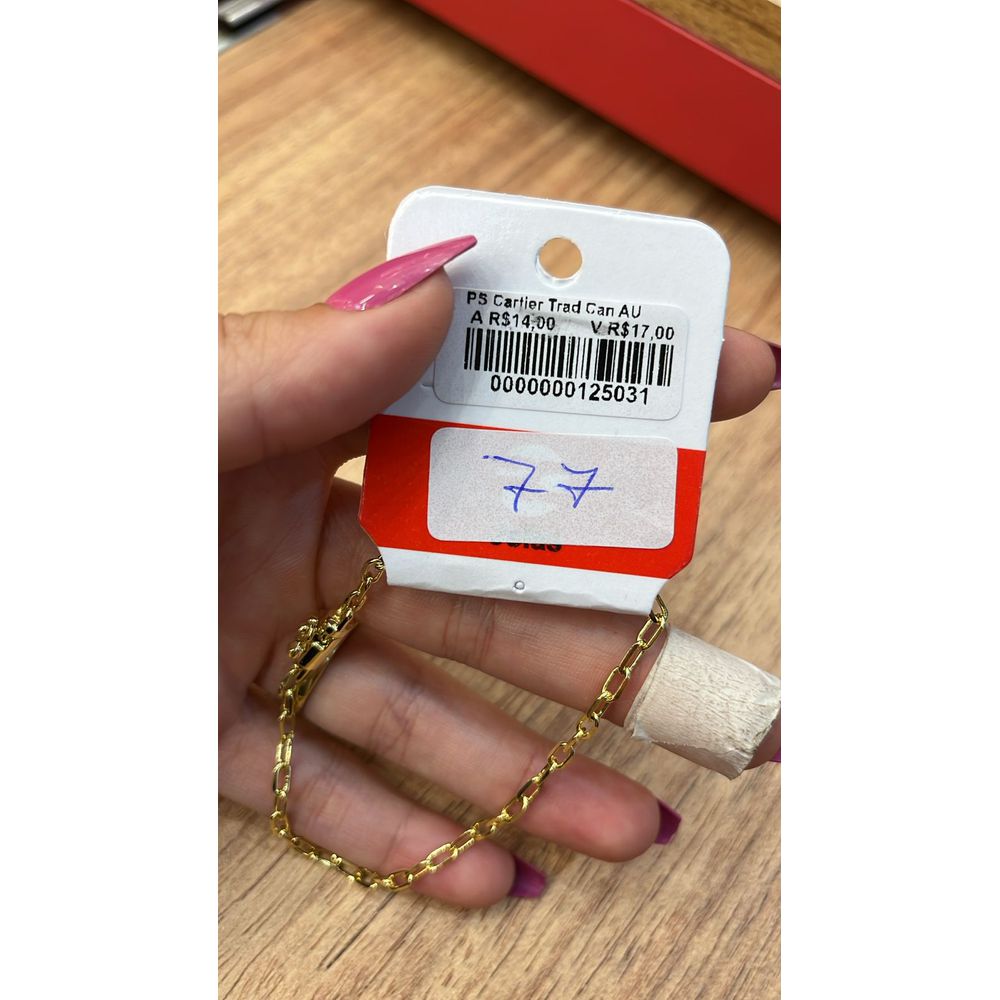 PS Cartier Trad Can AU
A R$14,00 V R$17,00
0000000125031
77